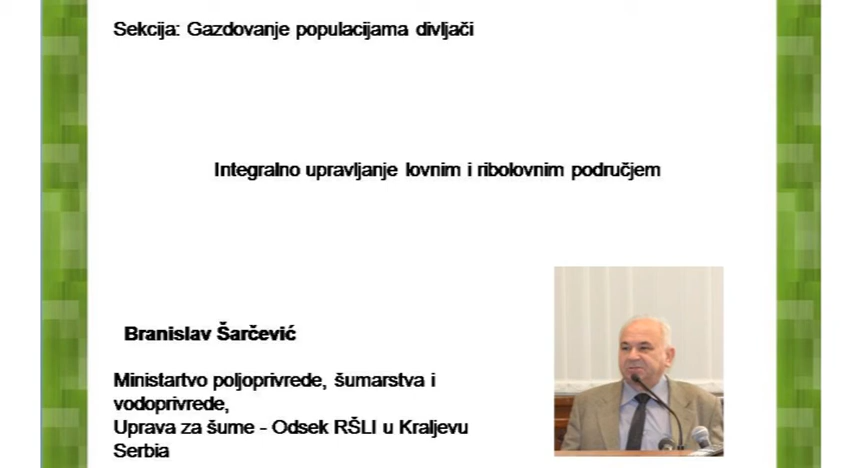 Sekcija: Gazdovanje populacijama divljači
Integralno upravljanje lovnim i ribolovnim područjem
Branislav Šarčević
Ministartvo poljoprivrede, šumarstva i
vodoprivrede,
Uprava za šume - Odsek RŠLI u Kraljevu
Serbia